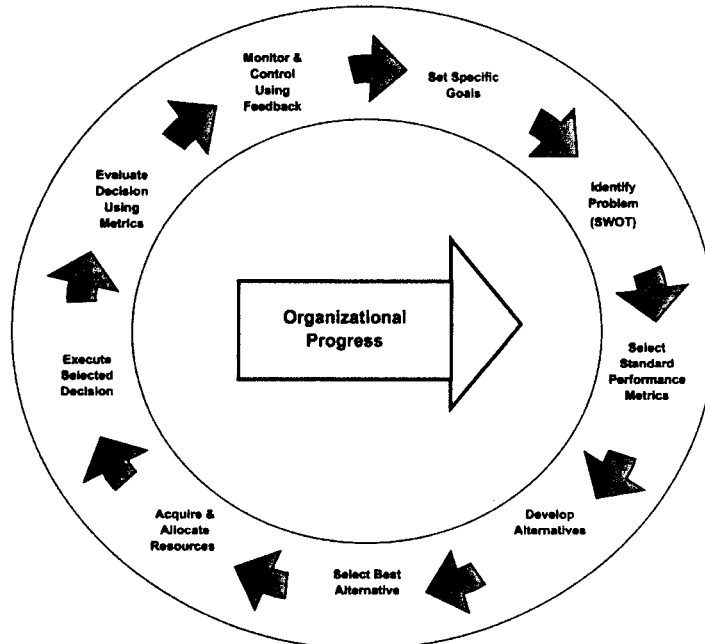 Monitor &
Control
Using
Feedback
Set Specific
Goals
Identify
Problem
(SWOT)
Select
Standard
Performance
Metrics
Develop
Alternatives
Select Best
Alternative
Acquire &
Allocate
Resources
Execute
Selected
Decision
Evaluate
Decision
Using
Metrics
Organizational
Progress